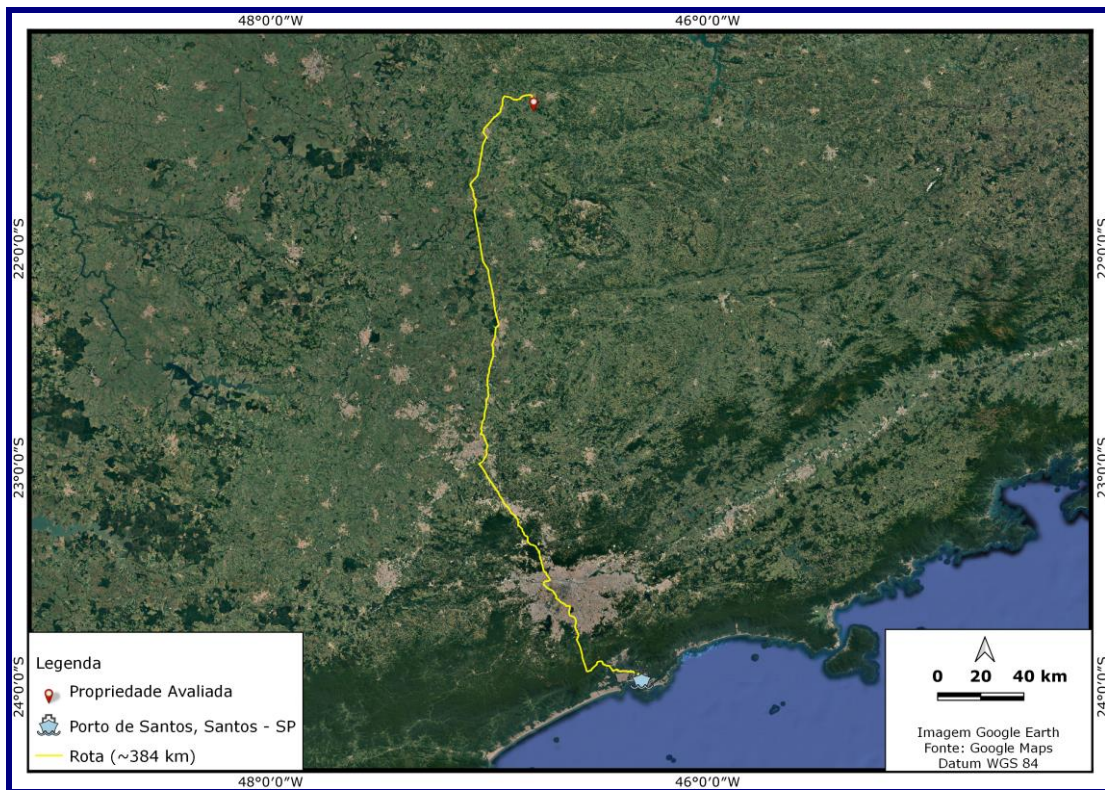 48°0'0"W
46°0'0"W
22°0'0"S
22°0'0"S
23°0'0"S
23°0'0"S
24°0'0"S
24°0'0"S
Legenda
Propriedade Avaliada
Porto de Santos, Santos - SP
Rota (~384 km)
0 20 40 km
Imagem Google Earth
Fonte: Google Maps
Datum WGS 84
48°0'0"W
46°0'0"W